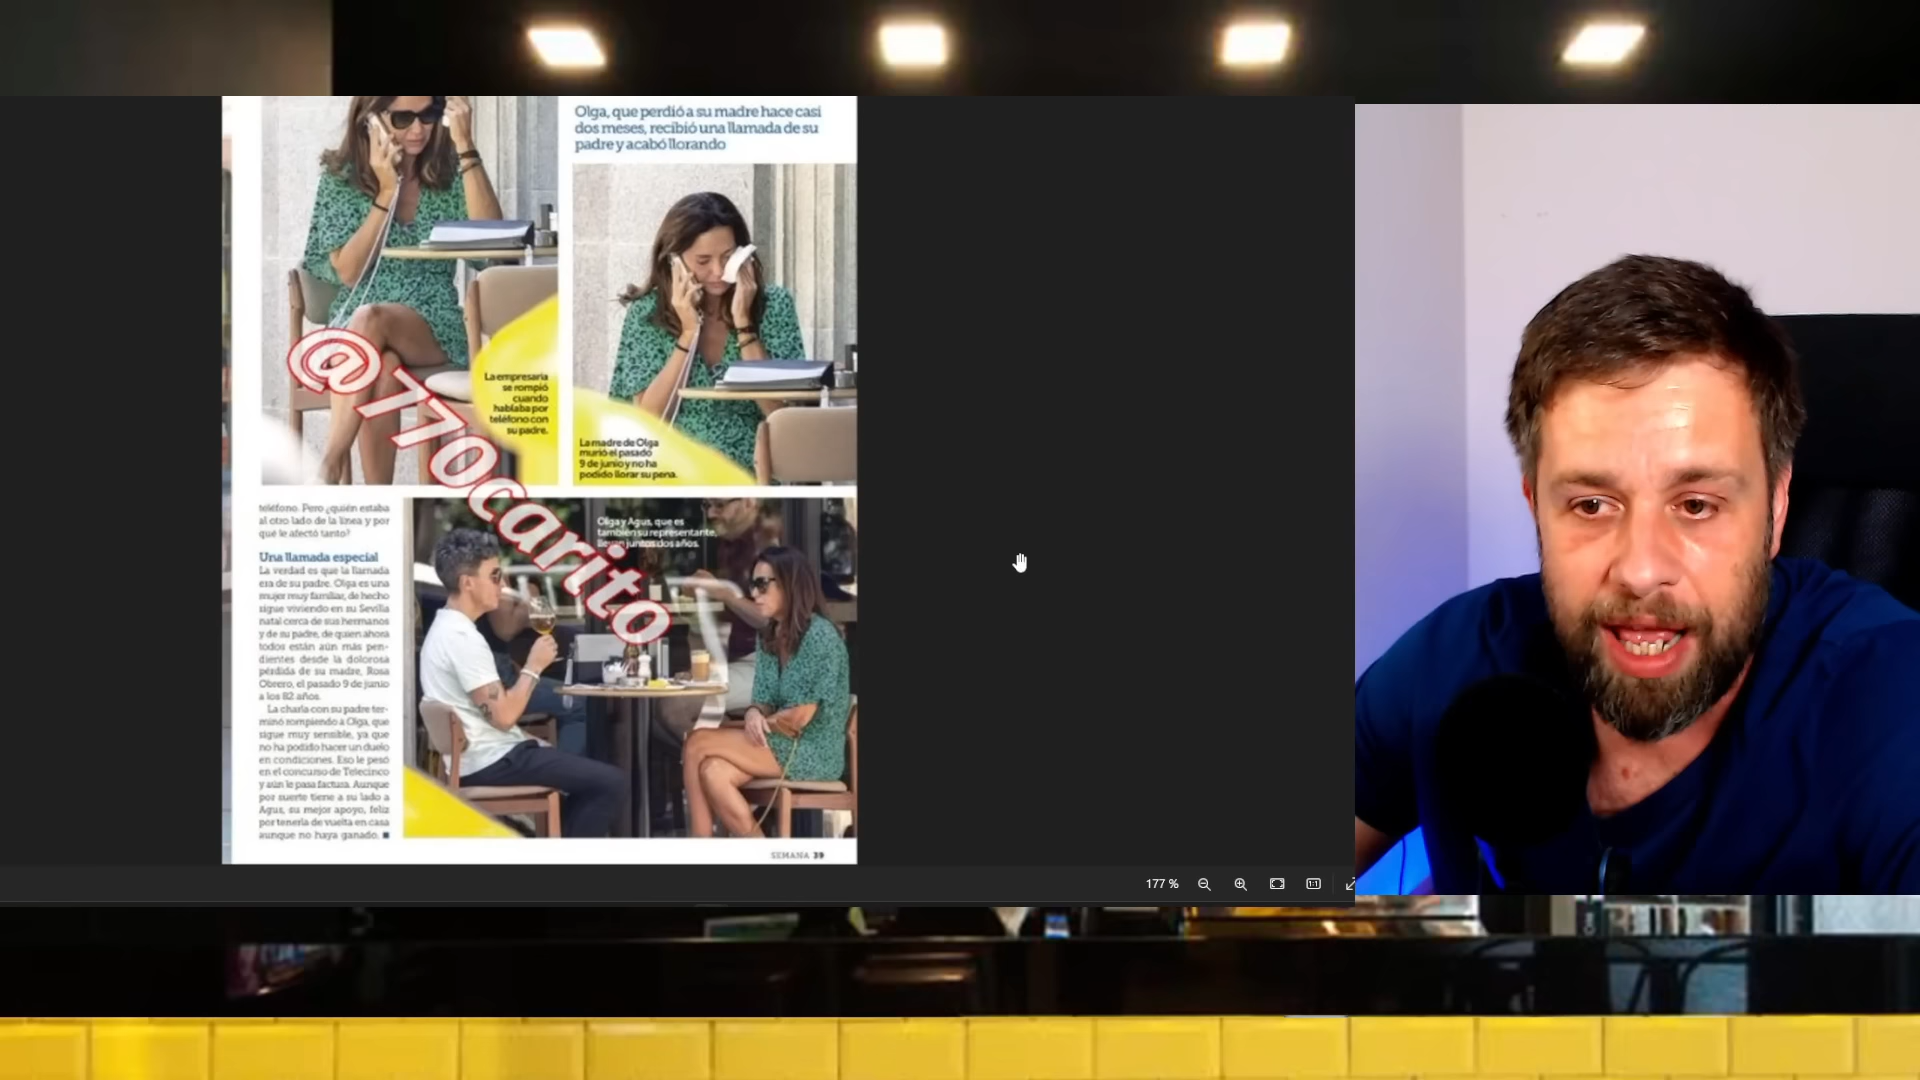 Olga, que perdió a su madre hace casi
dos meses, recibió una llamada de su
padre y acabó llorando
La empresaria
se rompió
cuando
hablaba por
teléfono con
su padre.
La madre de Olga
murió el pasado
9 de junio y no ha
podido llorar su pena.
@770carito
teléfono. Pero ¿quién estaba
al otro lado de la línea y por
qué le afectó tanto?
Una llamada especial
La verdad es que la llamada
era de su padre. Olga es una
mujer muy familiar, de hecho
sigue viviendo en su Sevilla
natal cerca de sus hermanos
y de su padre, de quien ahora
todos están aún más pen-
dientes desde la dolorosa
pérdida de su madre, Rosa
Obrero, el pasado 9 de junio
a los 82 años.
La charla con su padre ter-
minó rompiendo a Olga, que
sigue muy sensible, ya que
no ha podido hacer un duelo
en condiciones. Eso le pesó
en el concurso de Telecinco
y aún le pasa factura. Aunque
por suerte tiene a su lado a
Agus, su mejor apoyo, feliz
por tenerla de vuelta en casa
aunque no haya ganado.
Olga y Agus, que es
también su representante,
llevan juntos dos años.
SEMANA 39
177 %
1:1